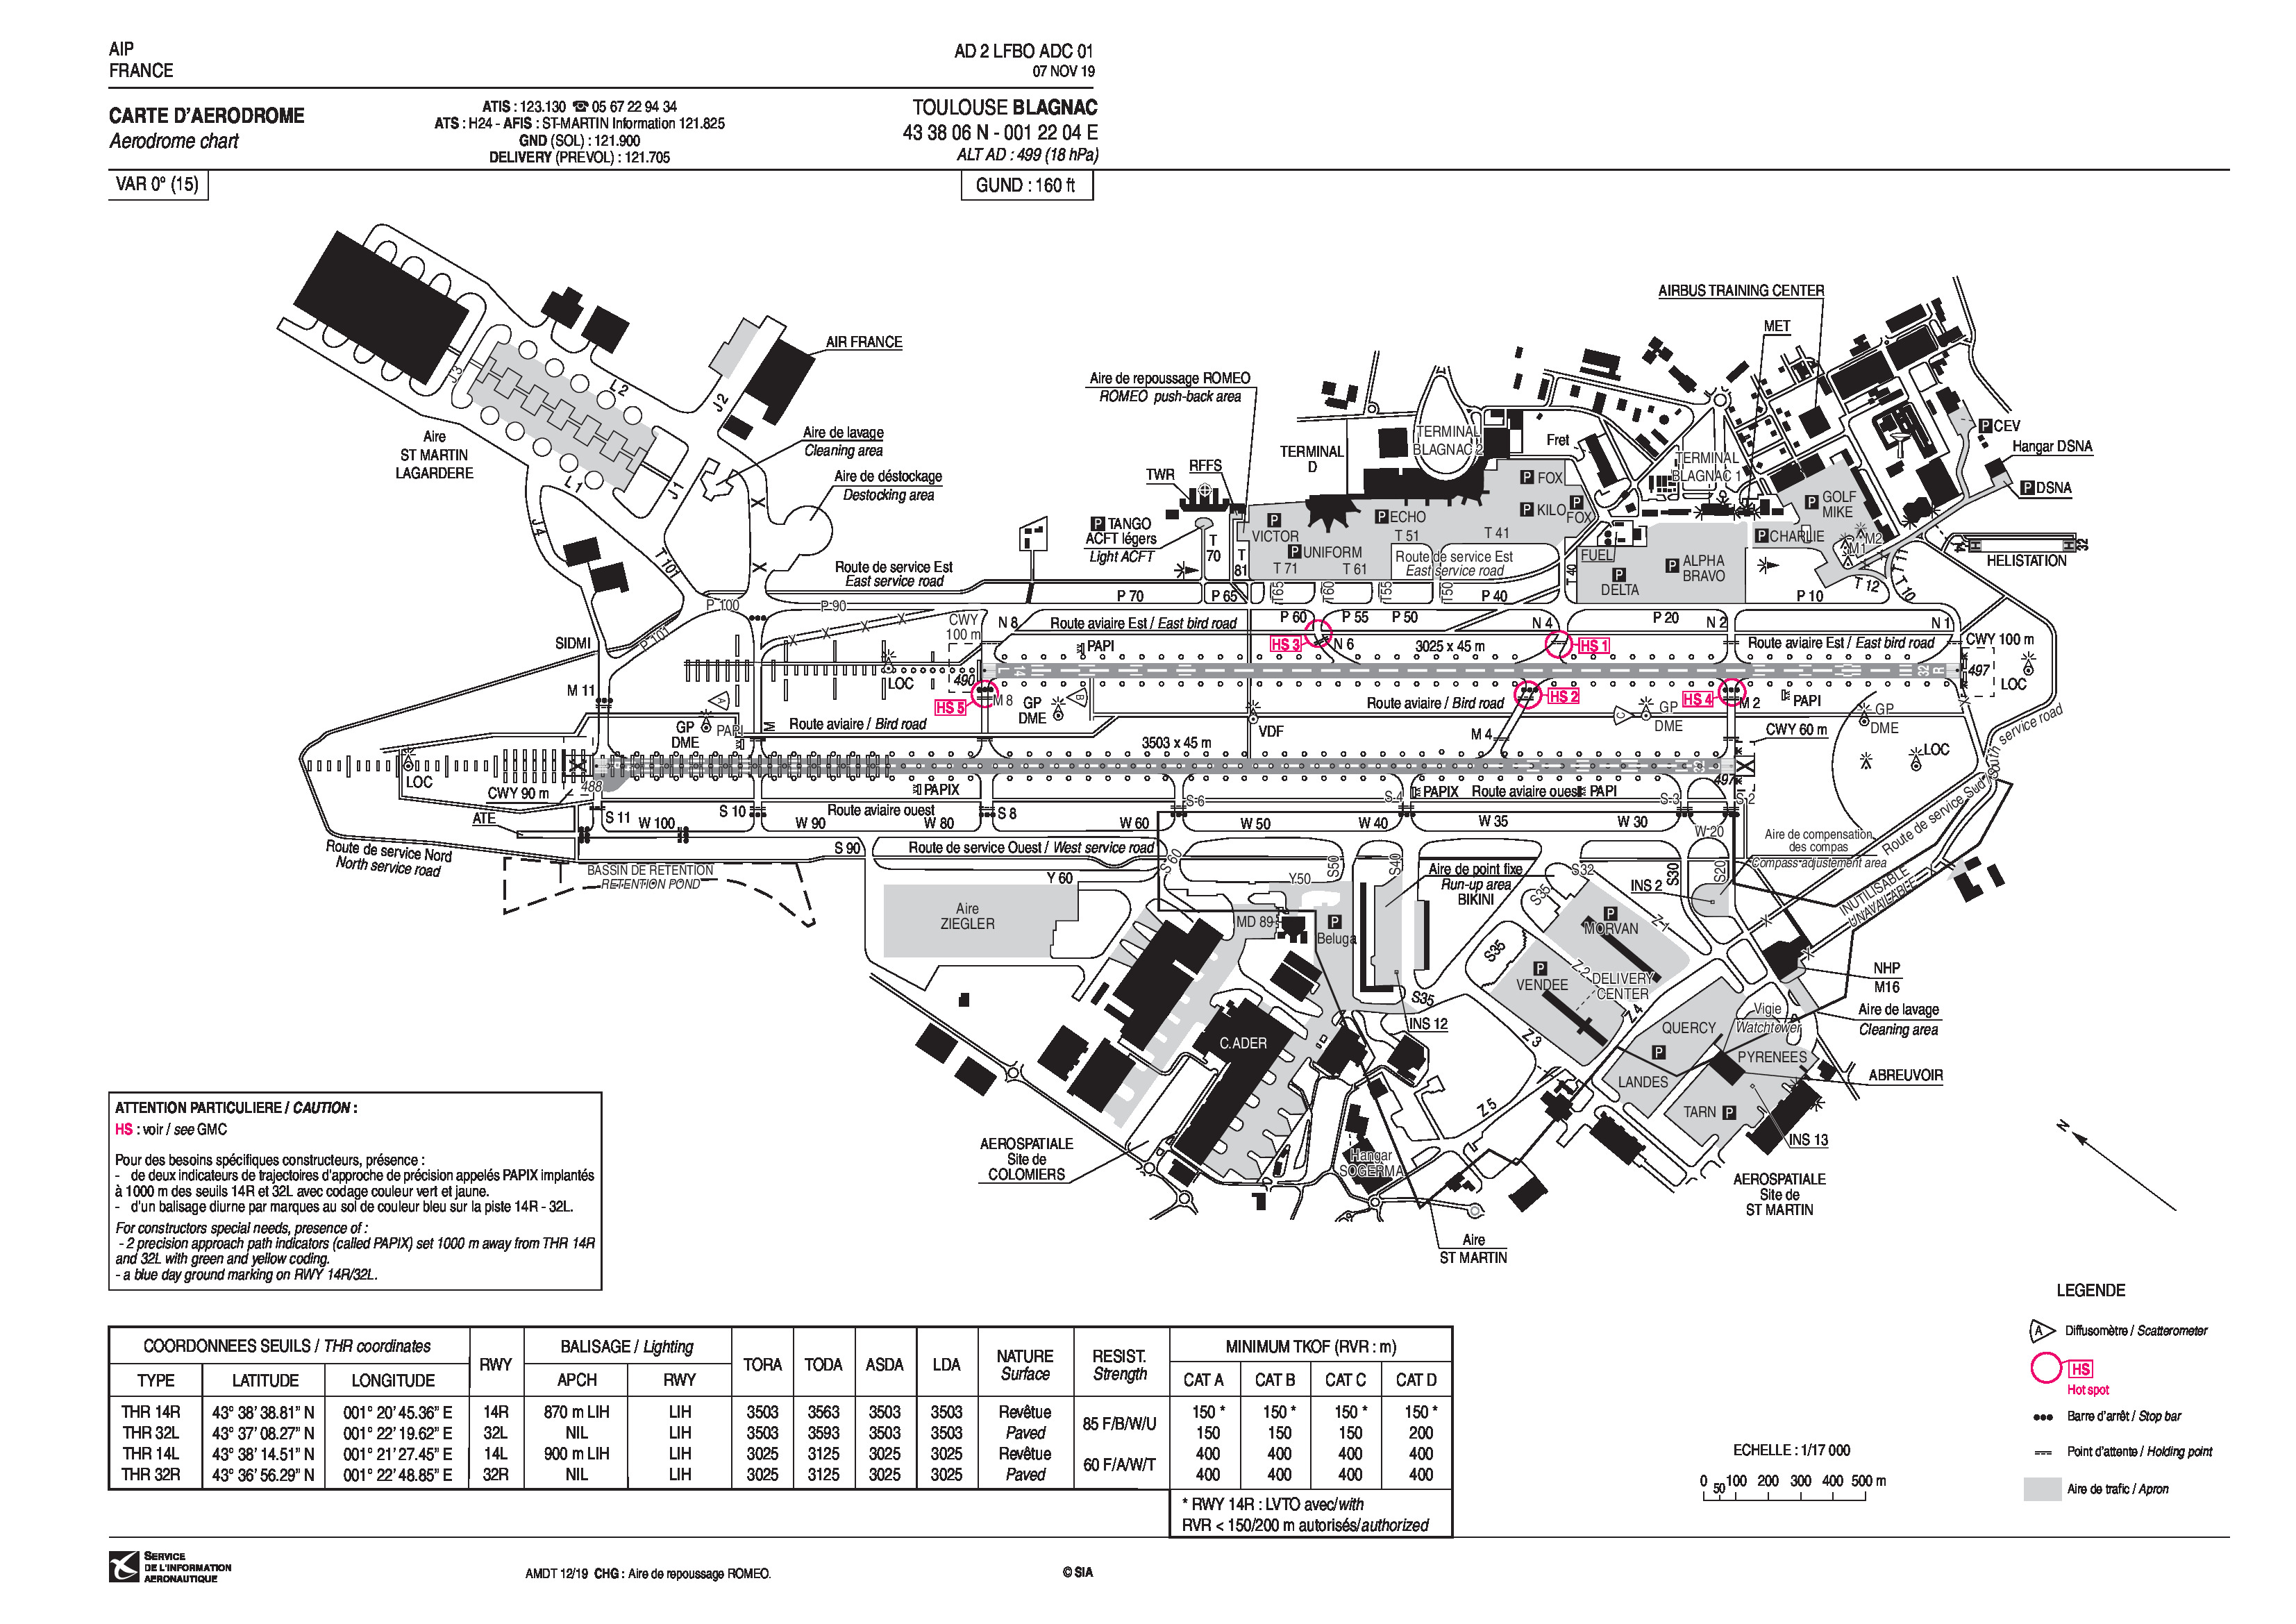 AIP
FRANCE
AD 2 LFBO ADC 01
07 NOV 19
CARTE D'AERODROME
Aerodrome chart
ATIS : 123.130 ☎ 05 67 22 94 34
ATS : H24 - AFIS : ST-MARTIN Information 121.825
GND (SOL) : 121.900
DELIVERY (PREVOL) : 121.705
TOULOUSE BLAGNAC
43 38 06 N - 001 22 04 E
ALT AD : 499 (18 hPa)
VAR 0° (15)
GUND : 160 ft
AIRBUS TRAINING CENTER
MET
AIR FRANCE
J3
L2
J2
Aire de repoussage ROMEO
ROMEO push-back area
Aire
ST MARTIN
LAGARDERE
Aire de lavage
Cleaning area
Aire de déstockage
Destocking area
L1
J1
J4
T101
TERMINAL
D
TERMINAL
BLAGNAC 2
Fret
TERMINAL
BLAGNAC 1
P CEV
Hangar DSNA
P DSNA
TWR
RFFS
P TANGO
ACFT légers
Light ACFT
T
70
T
81
P
VICTOR
P UNIFORM
T 71
T 61
P ECHO
T 51
T 41
P FOX
P KILO
P
FOX
Route de service Est
East service road
FUEL
P
DELTA
T 40
P ALPHA
BRAVO
P CHARLIE
P GOLF
MIKE
M1
M2
T 12
T 10
14
32
HELISTATION
Route de service Est
East service road
P 100
P 90
P 101
P 70
P 65
T65
T60
T55
T50
P 40
P 10
P 60
P 55
P 50
P 20
CWY
100 m
N 8
Route aviaire Est / East bird road
N 4
N 2
N 1
SIDMI
HS 3
N 6
3025 x 45 m
HS 1
Route aviaire Est / East bird road
CWY 100 m
PAPI
LOC
490
14
32
R
497
LOC
M 11
A
HS 5
M 8
GP
DME
B
Route aviaire / Bird road
HS 2
HS 4
M 2
PAPI
GP
DME
PAPI
M
Route aviaire / Bird road
VDF
C
GP
DME
GP
DME
CWY 60 m
South service road
3503 x 45 m
M 4
LOC
LOC
CWY 90 m
488
497
PAPIX
S 6
S 4
PAPIX
Route aviaire ouest
PAPI
S 3
S 2
ATE
S 11
W 100
S 10
Route aviaire ouest
W 90
W 80
S 8
W 60
W 50
W 40
W 35
W 30
W 20
Route de service Nord
North service road
S 90
Route de service Ouest / West service road
S 60
S50
S40
Aire de compensation
des compas
Compass adjustement area
Route de service Sud
BASSIN DE RETENTION
RETENTION POND
Y 60
Y50
Aire de point fixe
Run-up area
BIKINI
S32
INS 2
S30
S20
INUTILISABLE
UNAVAILABLE
Aire
ZIEGLER
MD 89
P
Beluga
S35
P
MORVAN
Z 1
S35
P
VENDEE
Z 2
DELIVERY
CENTER
NHP
M16
S35
INS 12
Z 3
Z 4
QUERCY
P
Vigie
Watchtower
Aire de lavage
Cleaning area
C.ADER
PYRENEES
LANDES
ABREUVOIR
TARN P
Z 5
INS 13
AEROSPATIALE
Site de
COLOMIERS
Hangar
SOGERMA
AEROSPATIALE
Site de
ST MARTIN
Aire
ST MARTIN
N
ATTENTION PARTICULIERE / CAUTION :
HS : voir / see GMC
Pour des besoins spécifiques constructeurs, présence :
- de deux indicateurs de trajectoires d'approche de précision appelés PAPIX implantés
à 1000 m des seuils 14R et 32L avec codage couleur vert et jaune.
- d'un balisage diurne par marques au sol de couleur bleu sur la piste 14R - 32L.
For constructors special needs, presence of :
- 2 precision approach path indicators (called PAPIX) set 1000 m away from THR 14R
and 32L with green and yellow coding.
- a blue day ground marking on RWY 14R/32L.
COORDONNEES SEUILS / THR coordinates
RWY
BALISAGE / Lighting
TORA
TODA
ASDA
LDA
NATURE
Surface
RESIST.
Strength
MINIMUM TKOF (RVR : m)
TYPE
LATITUDE
LONGITUDE
APCH
RWY
CAT A
CAT B
CAT C
CAT D
THR 14R 43° 38' 38.81" N 001° 20' 45.36" E 14R 870 m LIH LIH 3503 3563 3503 3503 Revêtue 150 * 150 * 150 * 150 *
85 F/B/W/U
THR 32L 43° 37' 08.27" N 001° 22' 19.62" E 32L NIL LIH 3503 3593 3503 3503 Paved 150 150 150 200
THR 14L 43° 38' 14.51" N 001° 21' 27.45" E 14L 900 m LIH LIH 3025 3125 3025 3025 Revêtue 400 400 400 400
60 F/A/W/T
THR 32R 43° 36' 56.29" N 001° 22' 48.85" E 32R NIL LIH 3025 3125 3025 3025 Paved 400 400 400 400
* RWY 14R : LVTO avec/with
RVR < 150/200 m autorisés/authorized
LEGENDE
A Diffusomètre / Scatterometer
HS
Hot spot
Barre d'arrêt / Stop bar
Point d'attente / Holding point
Aire de trafic / Apron
ECHELLE : 1/17 000
0 50 100 200 300 400 500 m
SERVICE
DE L'INFORMATION
AERONAUTIQUE
AMDT 12/19 CHG : Aire de repoussage ROMEO.
© SIA